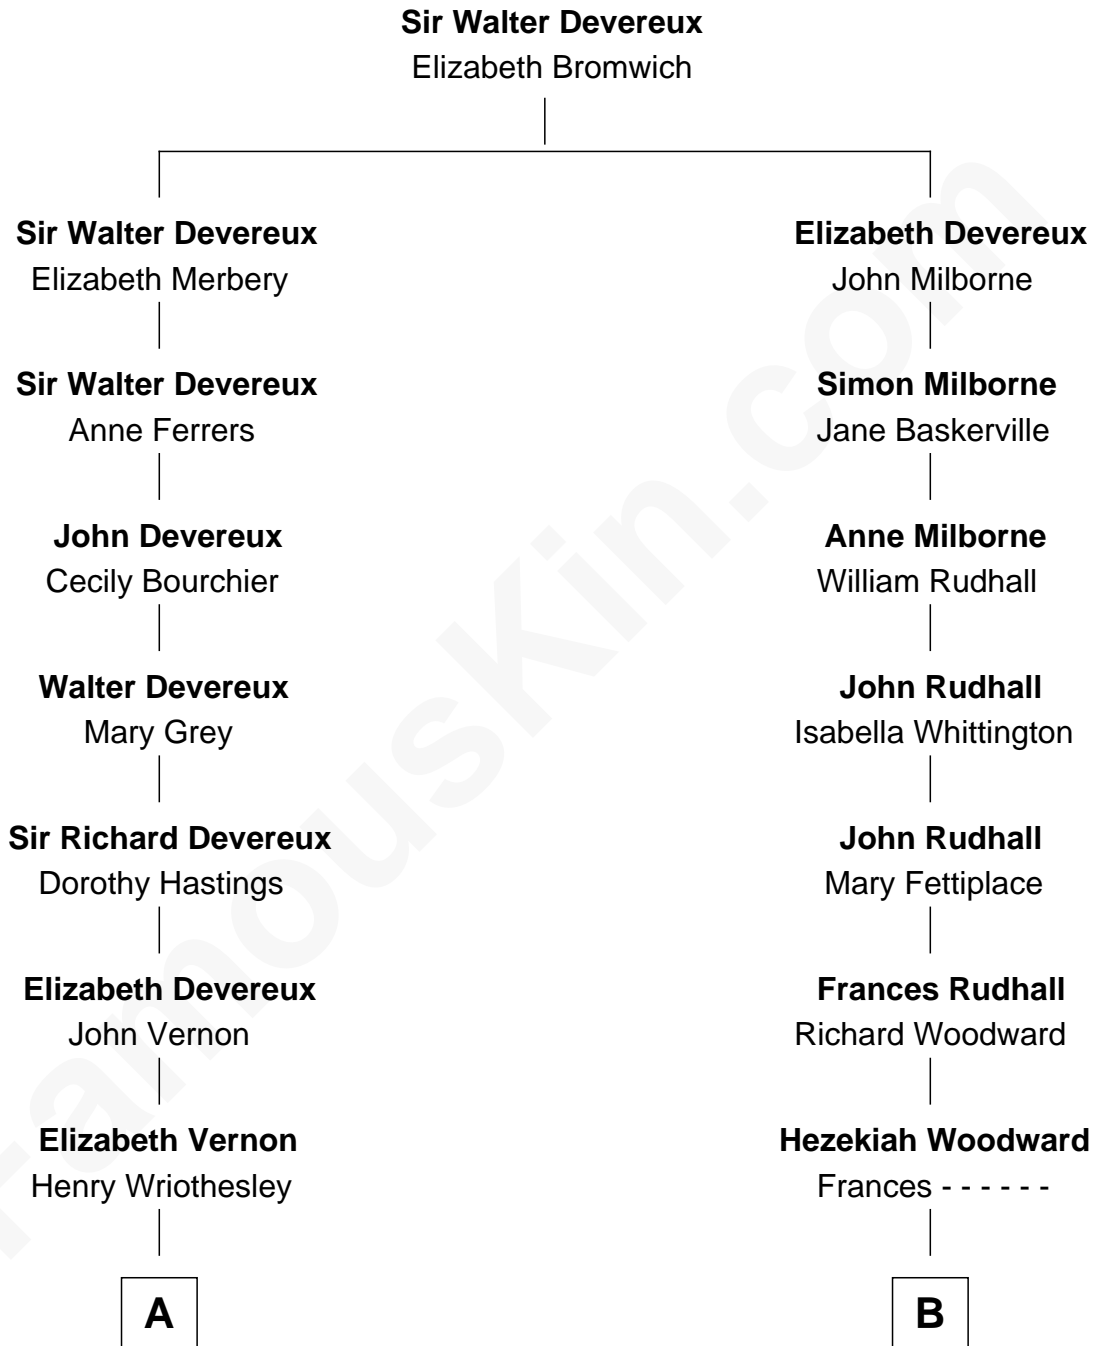 Sir Walter Devereux
Elizabeth Bromwich
Sir Walter Devereux
Elizabeth Merbery
Elizabeth Devereux
John Milborne
Sir Walter Devereux
Anne Ferrers
Simon Milborne
Jane Baskerville
John Devereux
Cecily Bourchier
Anne Milborne
William Rudhall
Walter Devereux
Mary Grey
John Rudhall
Isabella Whittington
Sir Richard Devereux
Dorothy Hastings
John Rudhall
Mary Fettiplace
Elizabeth Devereux
John Vernon
Frances Rudhall
Richard Woodward
Elizabeth Vernon
Henry Wriothesley
Hezekiah Woodward
Frances - - - - - -
A
B
FamousKin.com